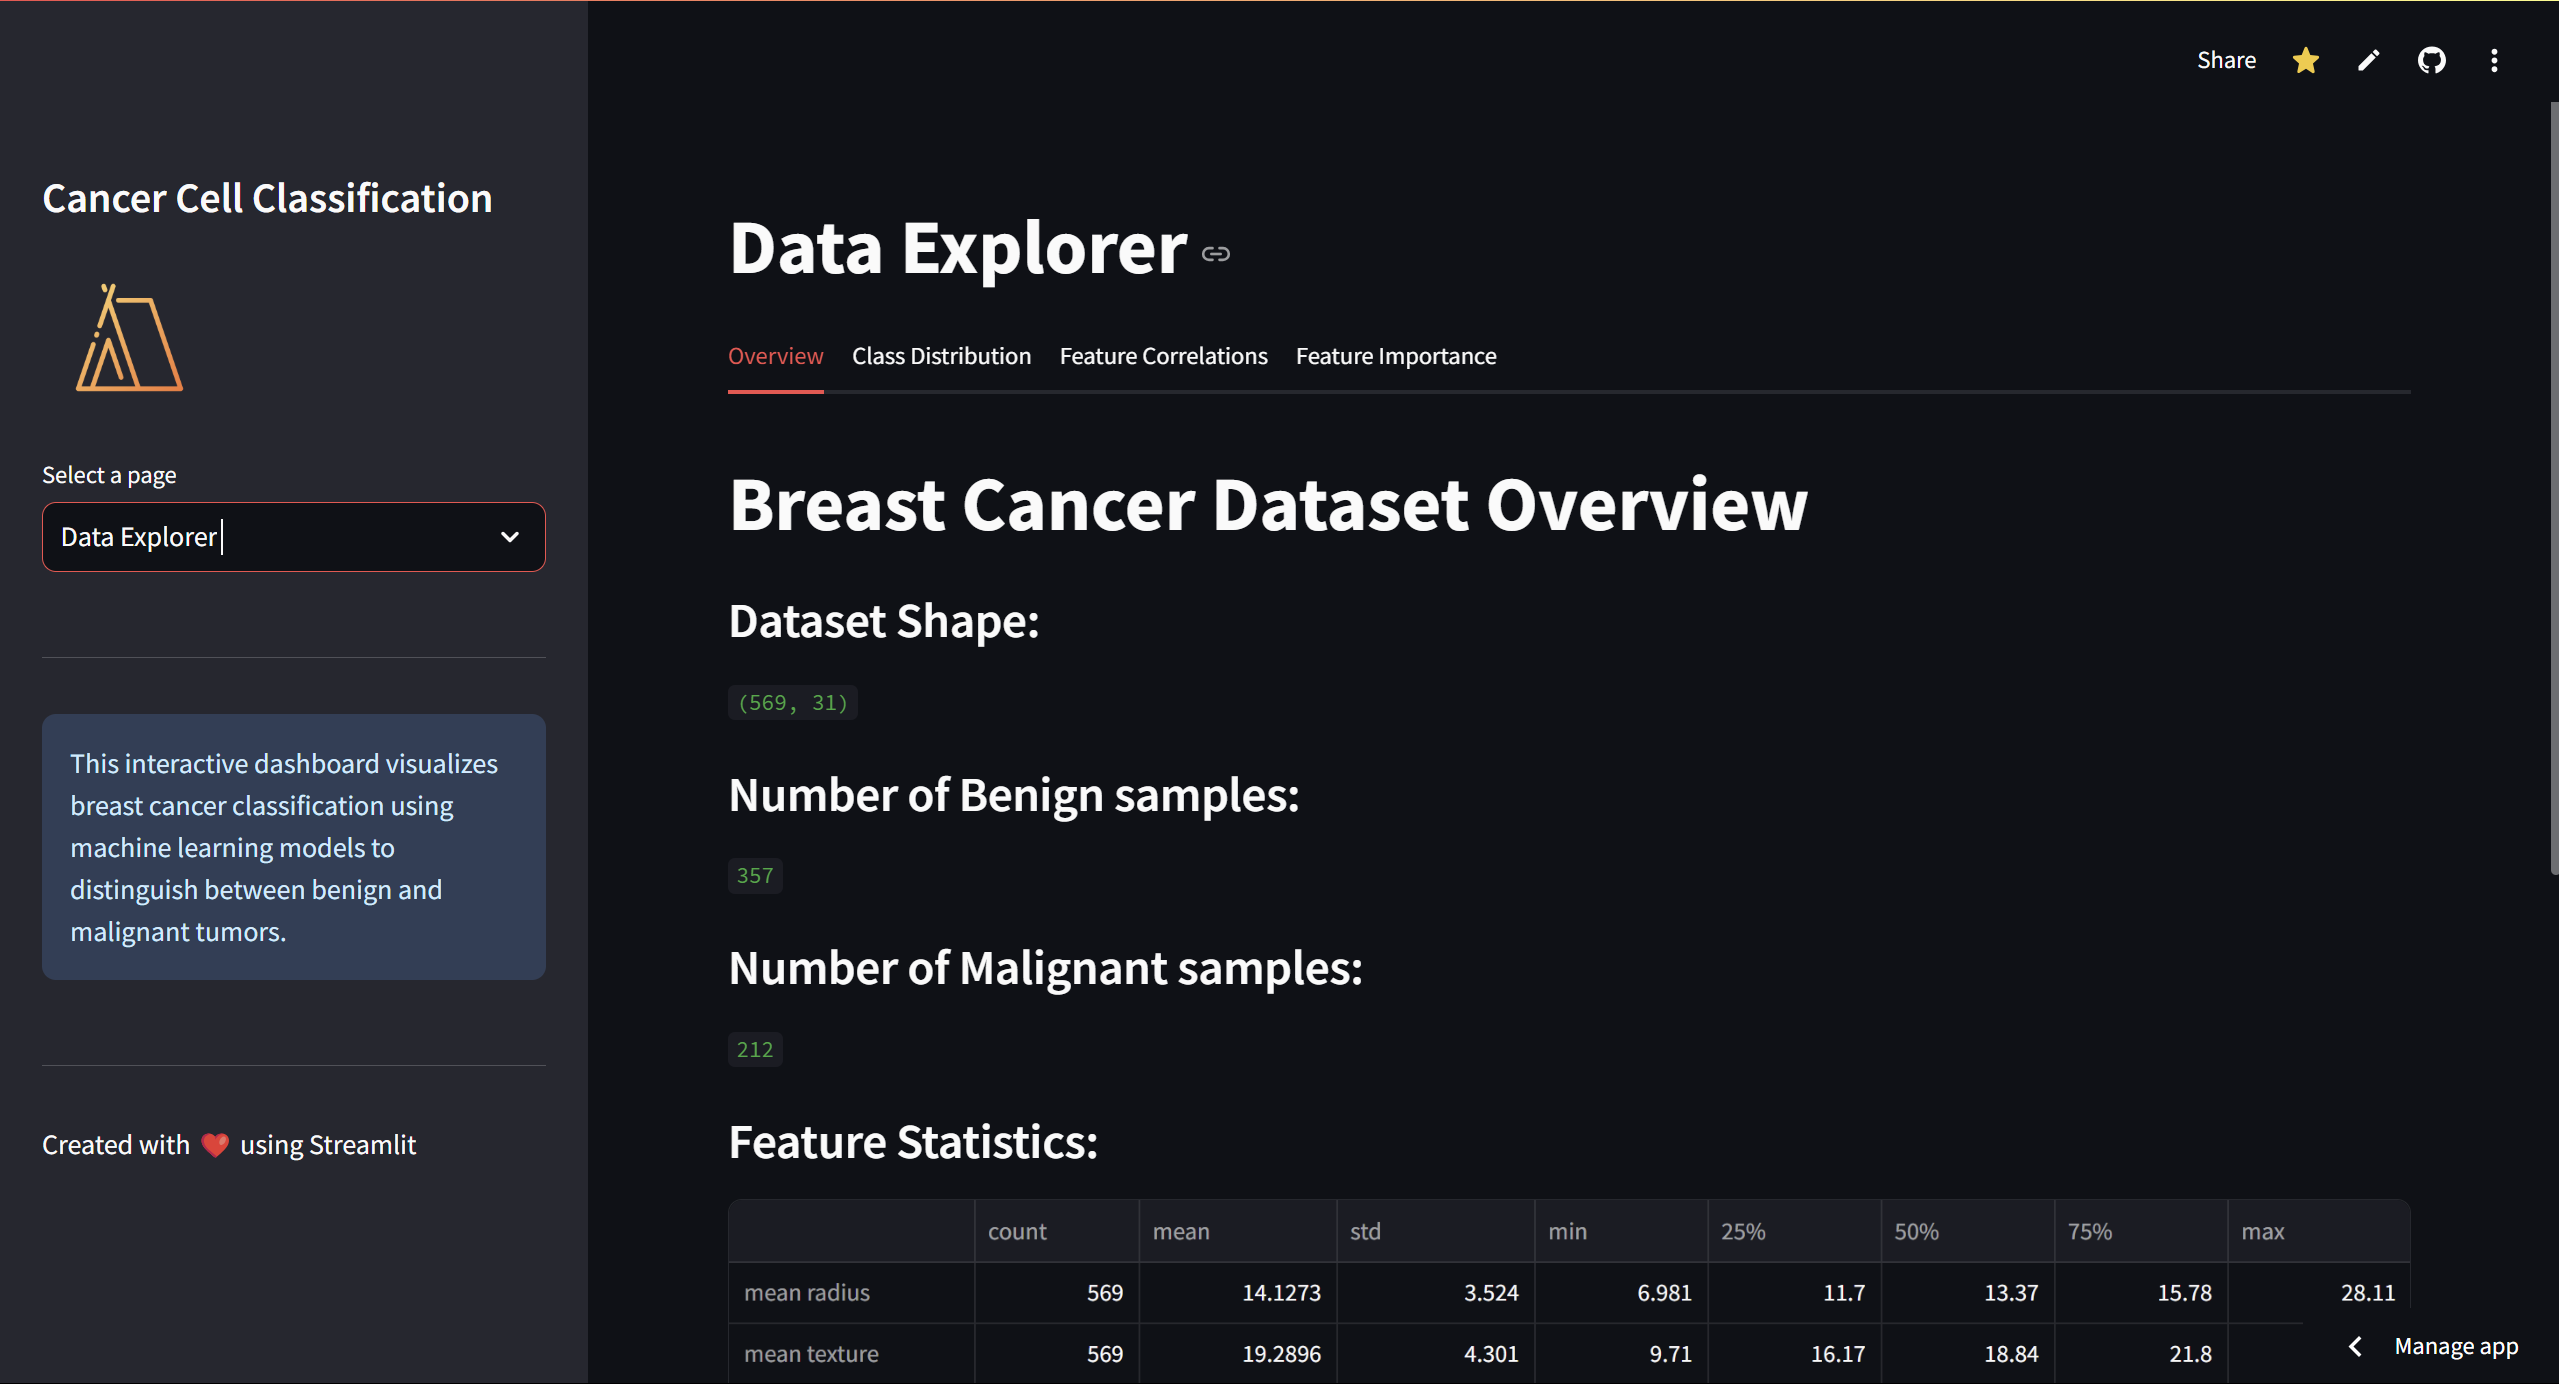 Share
Cancer Cell Classification
Select a page
Data Explorer
This interactive dashboard visualizes
breast cancer classification using
machine learning models to
distinguish between benign and
malignant tumors.
Created with ❤️ using Streamlit
Data Explorer
Overview Class Distribution Feature Correlations Feature Importance
Breast Cancer Dataset Overview
Dataset Shape:
(569, 31)
Number of Benign samples:
357
Number of Malignant samples:
212
Feature Statistics:
count mean std min 25% 50% 75% max
mean radius 569 14.1273 3.524 6.981 11.7 13.37 15.78 28.11
mean texture 569 19.2896 4.301 9.71 16.17 18.84 21.8
Manage app